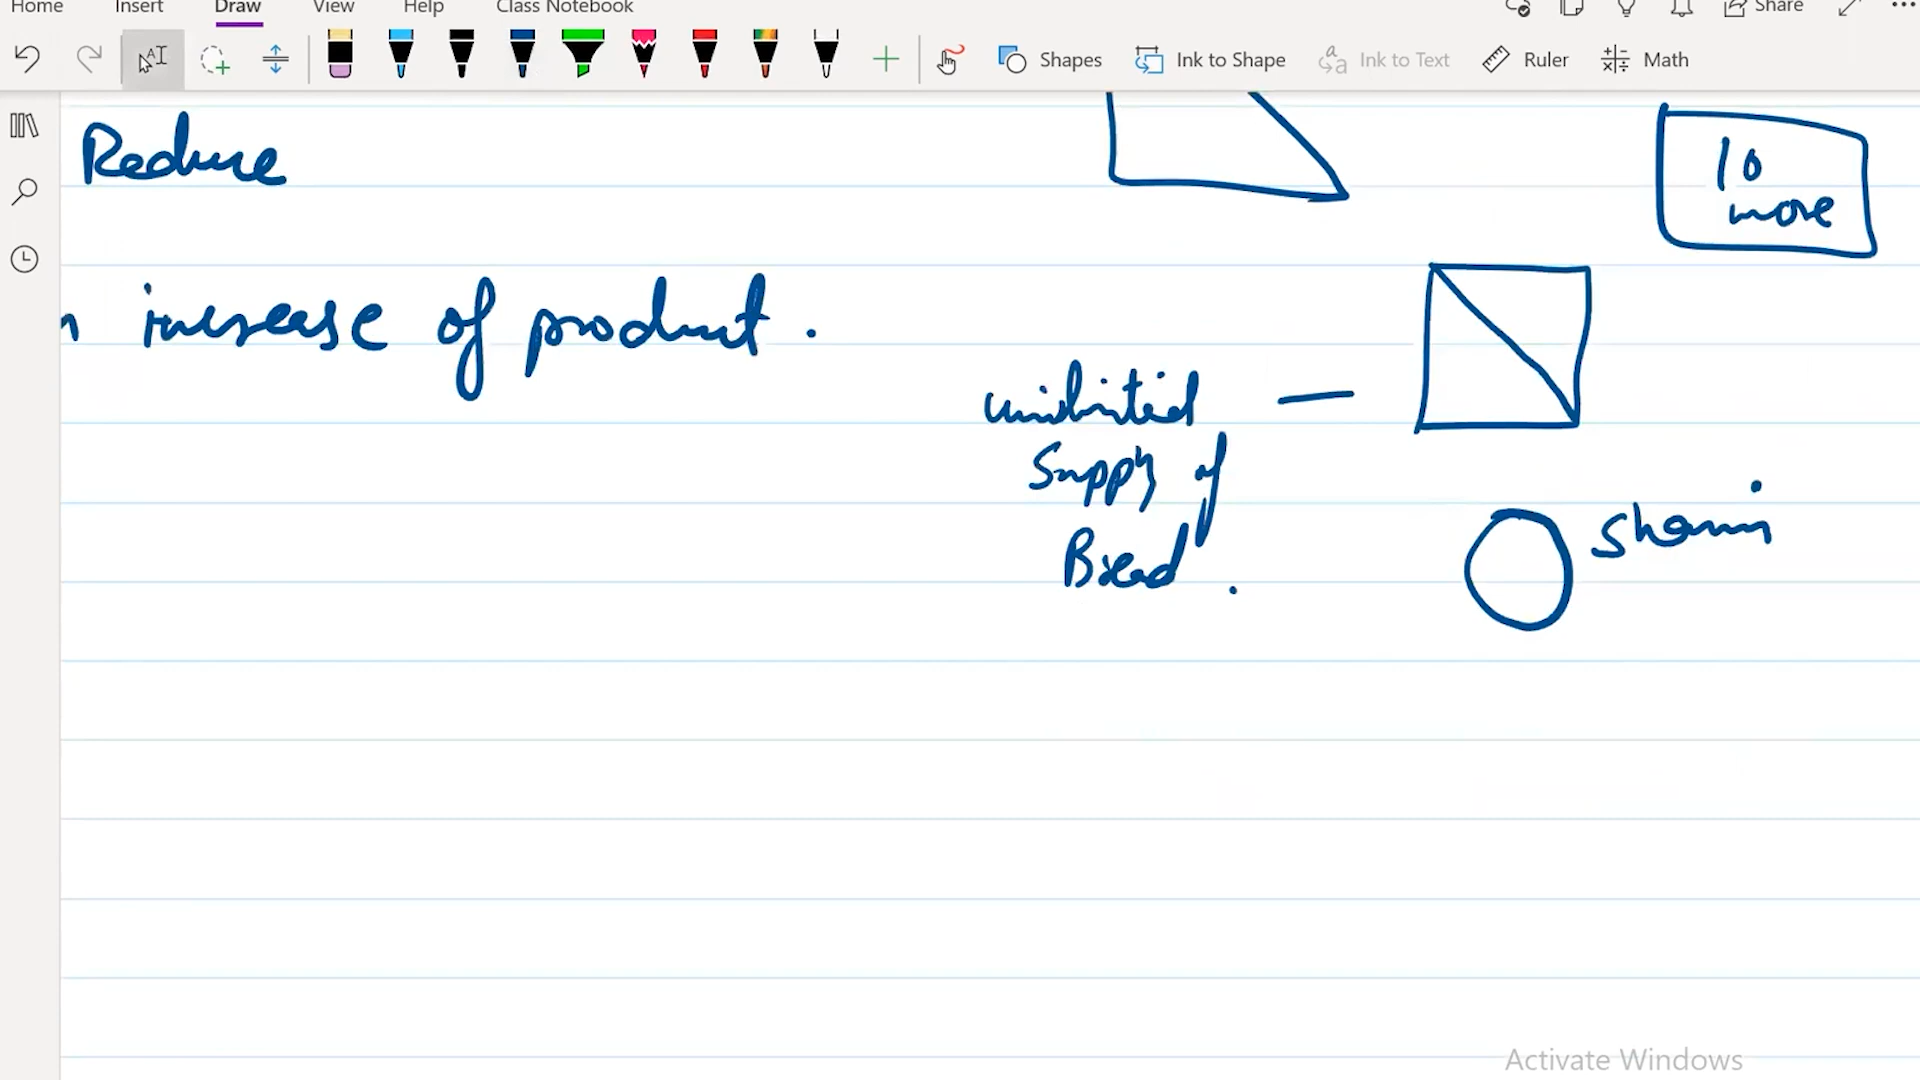 Home Insert Draw View Help Class Notebook Share
Shapes Ink to Shape Ink to Text Ruler Math
Reduce
10
more
n increase of product.
unlimited
Supply of
Bread.
Activate Windows